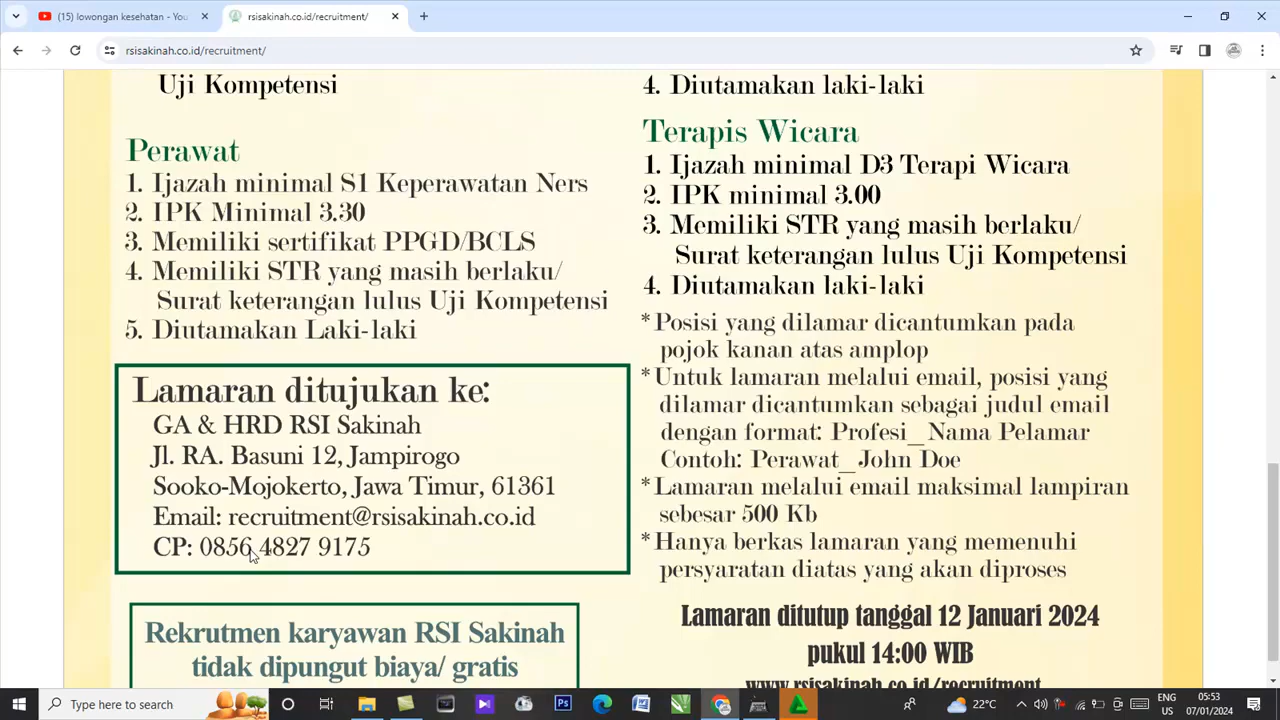 (15) lowongan kesehatan - You
rsisakinah.co.id/recruitment/
rsisakinah.co.id/recruitment/
Uji Kompetensi
Perawat
1. Ijazah minimal S1 Keperawatan Ners
2. IPK Minimal 3.30
3. Memiliki sertifikat PPGD/BCLS
4. Memiliki STR yang masih berlaku/
Surat keterangan lulus Uji Kompetensi
5. Diutamakan Laki-laki
Lamaran ditujukan ke:
GA & HRD RSI Sakinah
Jl. RA. Basuni 12, Jampirogo
Sooko-Mojokerto, Jawa Timur, 61361
Email: recruitment@rsisakinah.co.id
CP: 0856 4827 9175
Rekrutmen karyawan RSI Sakinah
tidak dipungut biaya/ gratis
4. Diutamakan laki-laki
Terapis Wicara
1. Ijazah minimal D3 Terapi Wicara
2. IPK minimal 3.00
3. Memiliki STR yang masih berlaku/
Surat keterangan lulus Uji Kompetensi
4. Diutamakan laki-laki
*Posisi yang dilamar dicantumkan pada
pojok kanan atas amplop
*Untuk lamaran melalui email, posisi yang
dilamar dicantumkan sebagai judul email
dengan format: Profesi_Nama Pelamar
Contoh: Perawat_John Doe
*Lamaran melalui email maksimal lampiran
sebesar 500 Kb
*Hanya berkas lamaran yang memenuhi
persyaratan diatas yang akan diproses
Lamaran ditutup tanggal 12 Januari 2024
pukul 14:00 WIB
www.rsisakinah.co.id/recruitment
Type here to search
Ps
22°C
ENG
US
05:53
07/01/2024